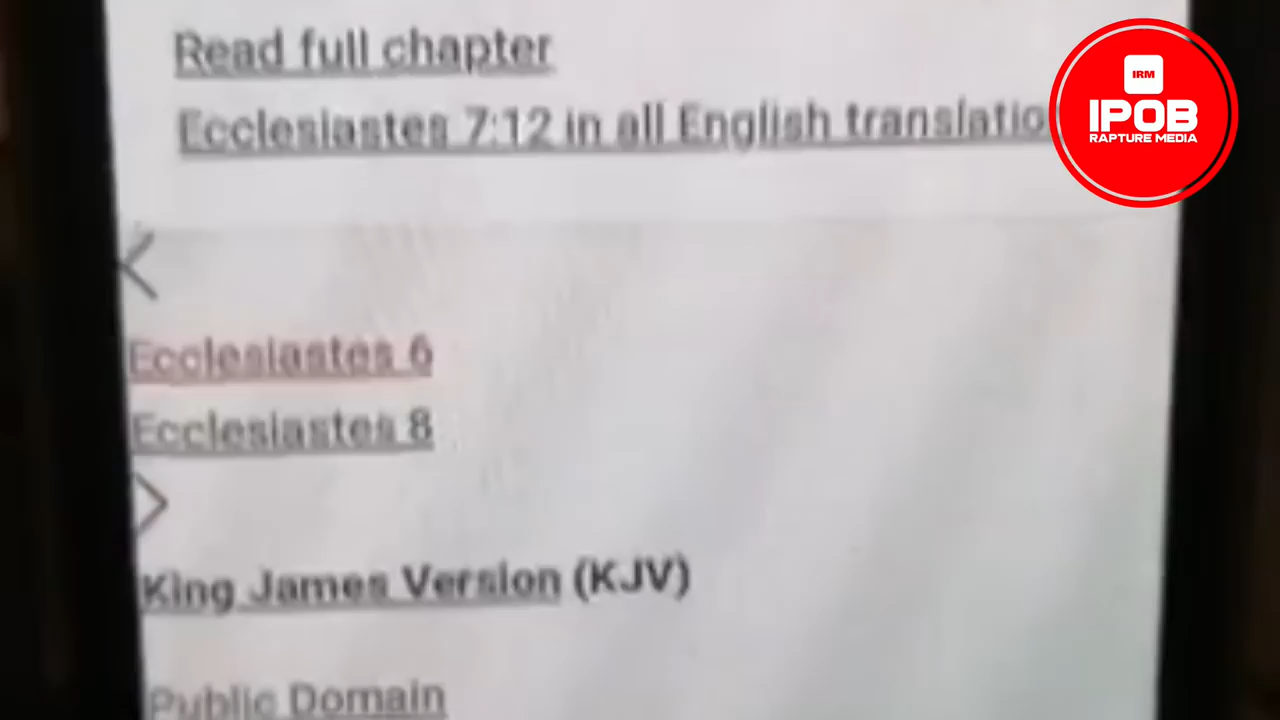 Read full chapter
Ecclesiastes 7:12 in all English translatio
Ecclesiastes 6
Ecclesiastes 8
King James Version (KJV)
Public Domain
IRM
IPOB
RAPTURE MEDIA